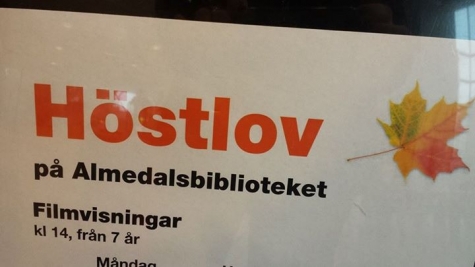 Höstlov
på Almedalsbiblioteket
Filmvisningar
kl 14, från 7 år
Måndag